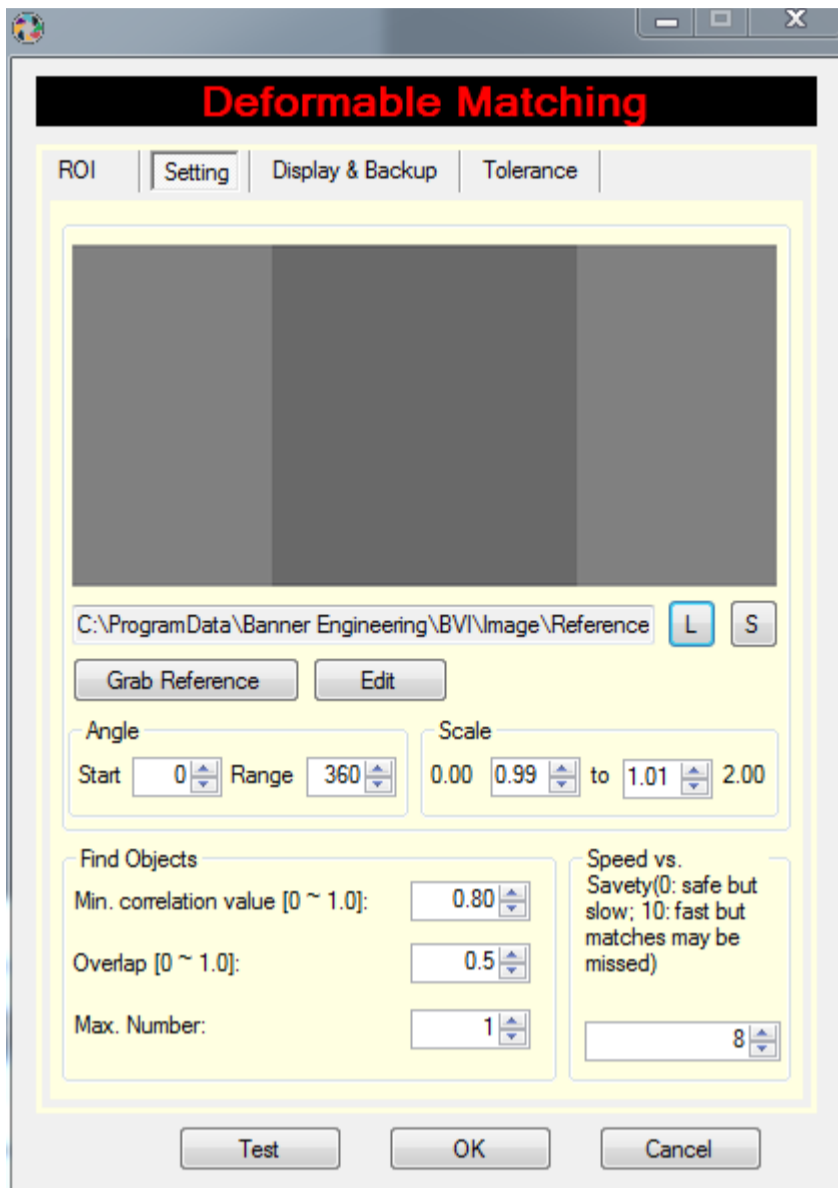 Deformable Matching
ROI Setting Display & Backup Tolerance
C:\ProgramData\Banner Engineering\BVI\Image\Reference L S
Grab Reference Edit
Angle
Start 0 Range 360
Scale
0.00 0.99 to 1.01 2.00
Find Objects
Min. correlation value [0 ~ 1.0]: 0.80
Overlap [0 ~ 1.0]: 0.5
Max. Number: 1
Speed vs.
Savety(0: safe but
slow; 10: fast but
matches may be
missed)
8
Test OK Cancel